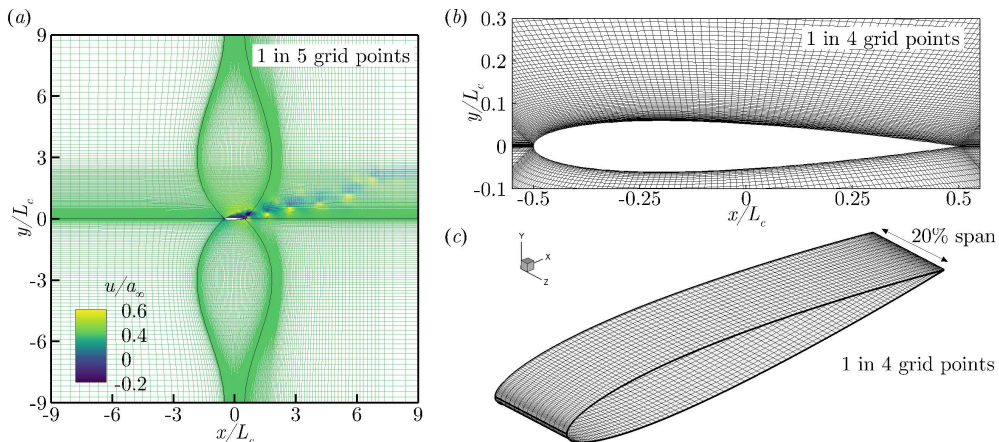 (a)
1 in 5 grid points
9
6
3
0
-3
-6
-9
y/L_c
u/a_∞
0.6
0.4
0
-0.2
-9
-6
-3
0
3
6
9
x/L_c
(b)
1 in 4 grid points
0.3
0.2
0.1
0
-0.1
y/L_c
-0.5
-0.25
0
0.25
0.5
x/L_c
(c)
Y
X
Z
20% span
1 in 4 grid points